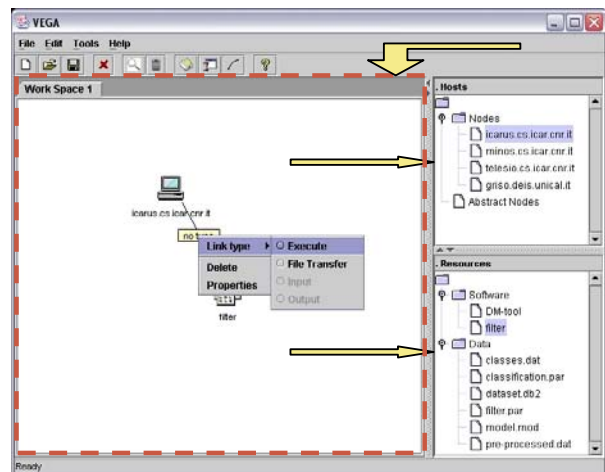 VEGA
File Edit Tools Help
Work Space 1
icarus.cs.icar.cnr.it
no type
Link type
Execute
File Transfer
Input
Output
Delete
Properties
filter
Hosts
Nodes
icarus.cs.icar.cnr.it
minos.cs.icar.cnr.it
telesio.cs.icar.cnr.it
griso.deis.unical.it
Abstract Nodes
Resources
Software
DM-tool
filter
Data
classes.dat
classification.par
dataset.db2
filter.par
model.mod
pre-processed.dat
Ready